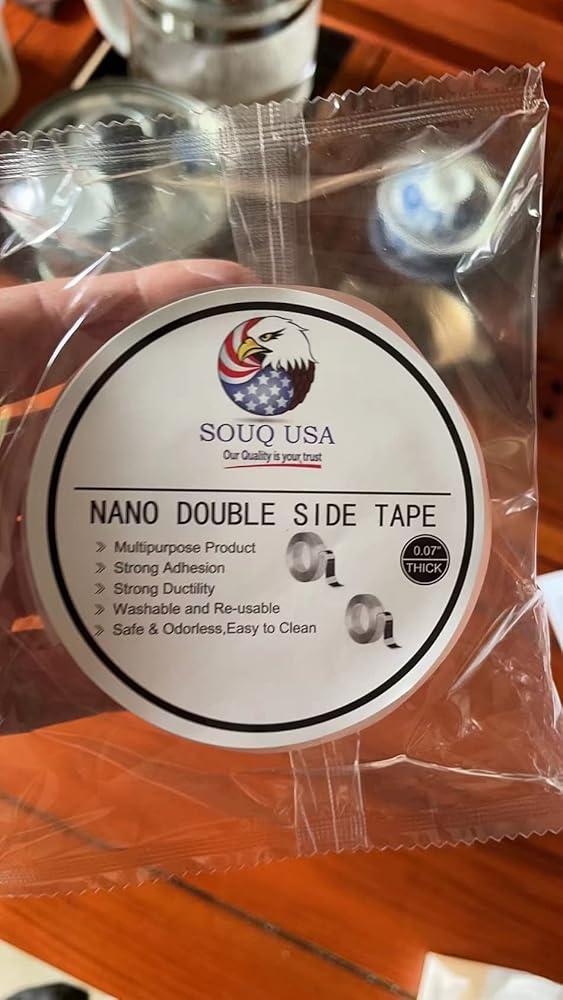 SOUQ USA
Our Quality is your trust
NANO DOUBLE SIDE TAPE
Multipurpose Product
Strong Adhesion
Strong Ductility
Washable and Re-usable
Safe & Odorless,Easy to Clean
0.07"
THICK